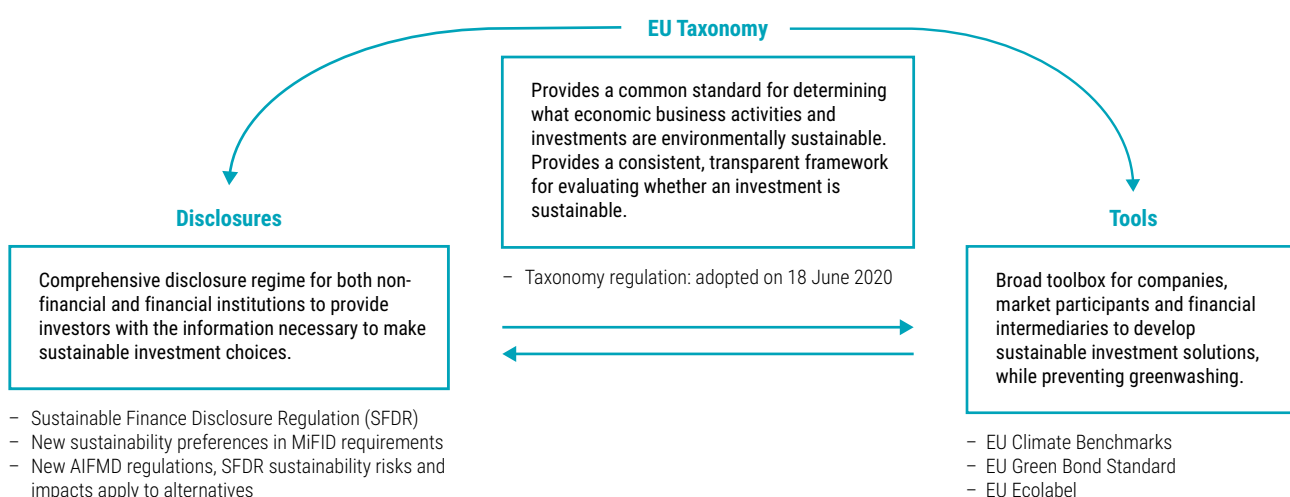 EU Taxonomy
Provides a common standard for determining
what economic business activities and
investments are environmentally sustainable.
Provides a consistent, transparent framework
for evaluating whether an investment is
sustainable.
– Taxonomy regulation: adopted on 18 June 2020
Disclosures
Comprehensive disclosure regime for both non-
financial and financial institutions to provide
investors with the information necessary to make
sustainable investment choices.
– Sustainable Finance Disclosure Regulation (SFDR)
– New sustainability preferences in MiFID requirements
– New AIFMD regulations, SFDR sustainability risks and
impacts apply to alternatives
Tools
Broad toolbox for companies,
market participants and financial
intermediaries to develop
sustainable investment solutions,
while preventing greenwashing.
– EU Climate Benchmarks
– EU Green Bond Standard
– EU Ecolabel